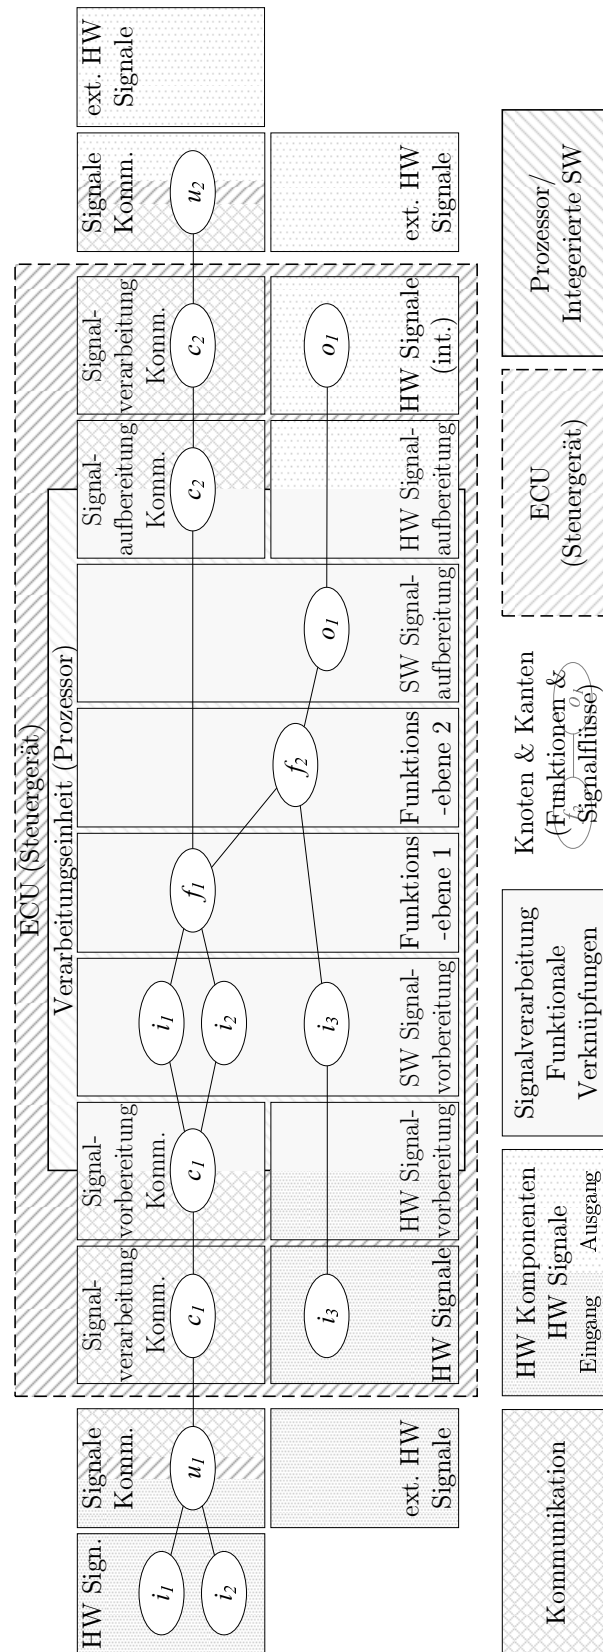 ECU (Steuergerät)
Verarbeitungseinheit (Prozessor)
HW Sign.
i1
i2
Signale
Komm.
u1
ext. HW
Signale
Signal-
verarbeitung
Komm.
c1
HW Signale
i3
Signal-
vorbereitung
Komm.
c1
HW Signal-
vorbereitung
SW Signal-
vorbereitung
i1
i2
i3
Funktions
-ebene 1
f1
Funktions
-ebene 2
f2
SW Signal-
aufbereitung
o1
Signal-
aufbereitung
Komm.
c2
HW Signal-
aufbereitung
Signal-
verarbeitung
Komm.
c2
HW Signale
(int.)
o1
Signale
Komm.
u2
ext. HW
Signale
ext. HW
Signale
Kommunikation
HW Komponenten
HW Signale
Eingang
Ausgang
Signalverarbeitung
Funktionale
Verknüpfungen
Knoten & Kanten
(Funktionen &
Signalflüsse)
ECU
(Steuergerät)
Prozessor/
Integrierte SW